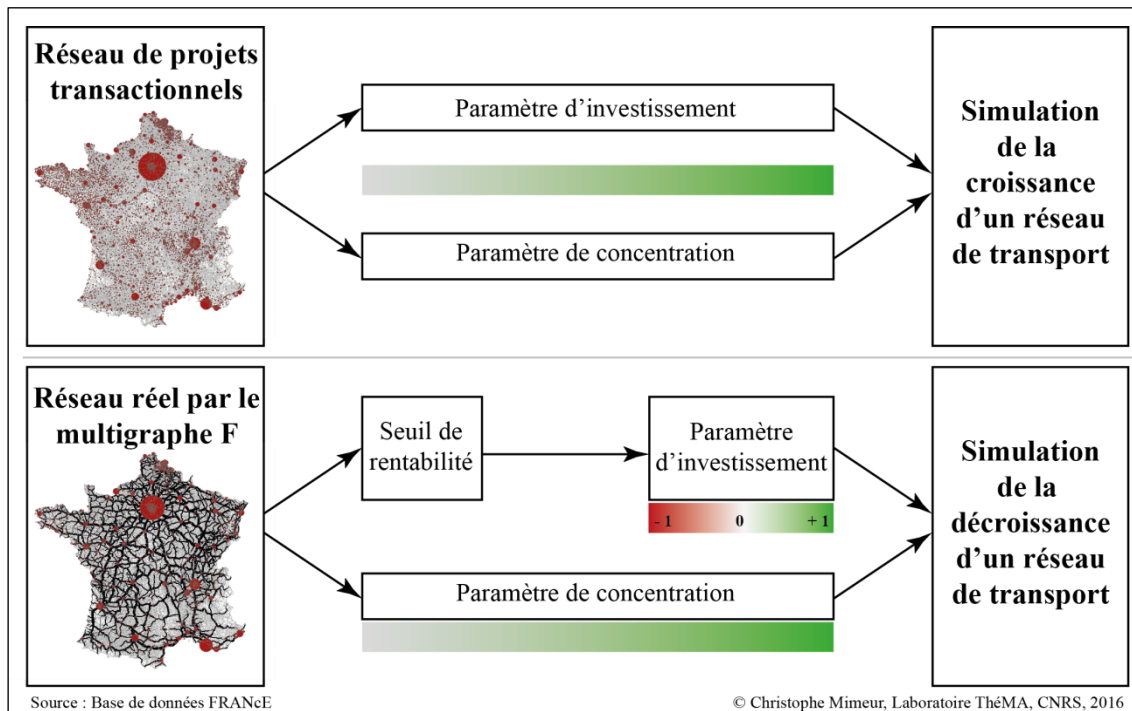 Réseau de projets
transactionnels
Paramètre d'investissement
Paramètre de concentration
Simulation
de la
croissance
d'un réseau
de transport
Réseau réel par le
multigraphe F
Seuil de
rentabilité
Paramètre
d'investissement
- 1 0 + 1
Paramètre de concentration
Simulation
de la
décroissance
d'un réseau
de transport
Source : Base de données FRANcE
© Christophe Mimeur, Laboratoire ThéMA, CNRS, 2016